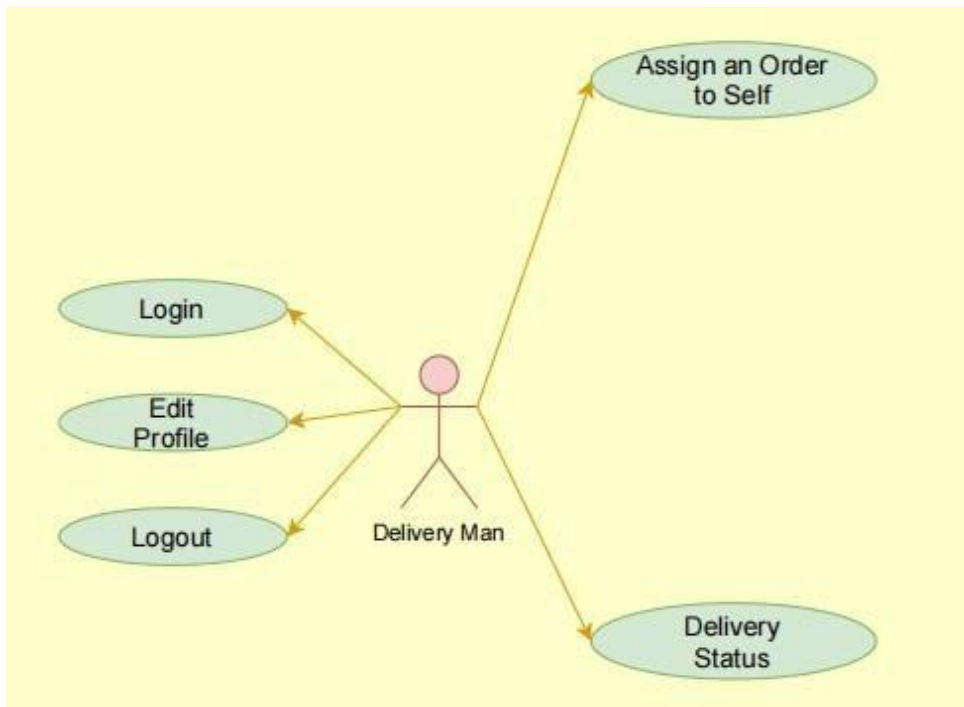 Assign an Order
to Self
Login
Edit
Profile
Logout
Delivery Man
Delivery
Status